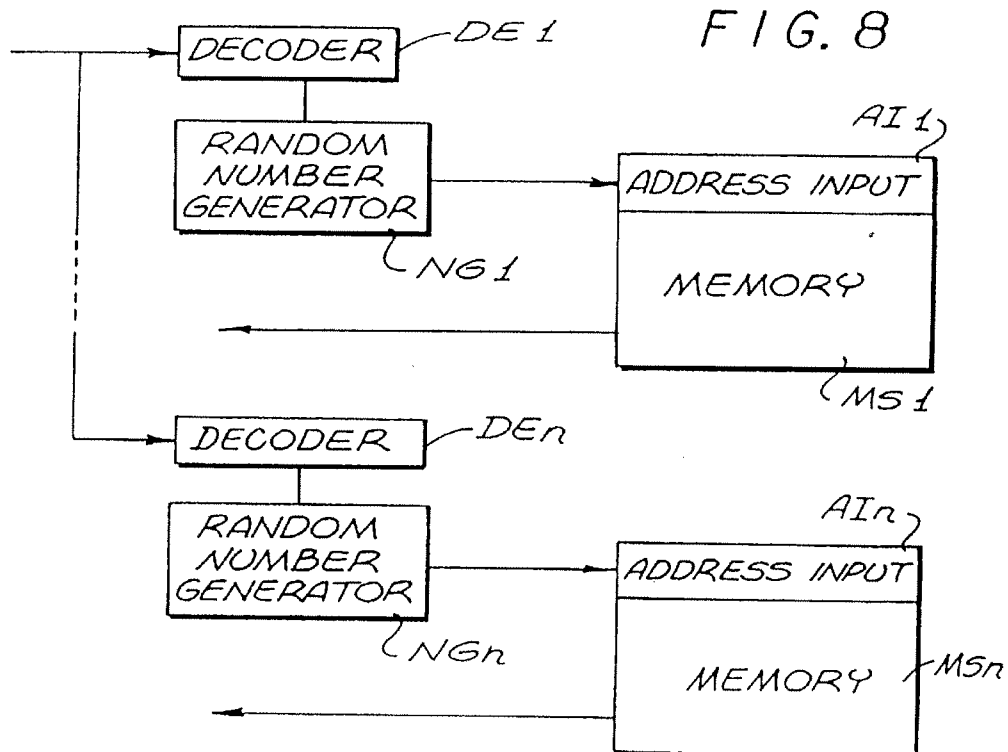 FIG. 8
DECODER
DE1
RANDOM
NUMBER
GENERATOR
NG1
AI1
ADDRESS INPUT
MEMORY
MS1
DECODER
DEn
RANDOM
NUMBER
GENERATOR
NGn
AIn
ADDRESS INPUT
MEMORY
MSn